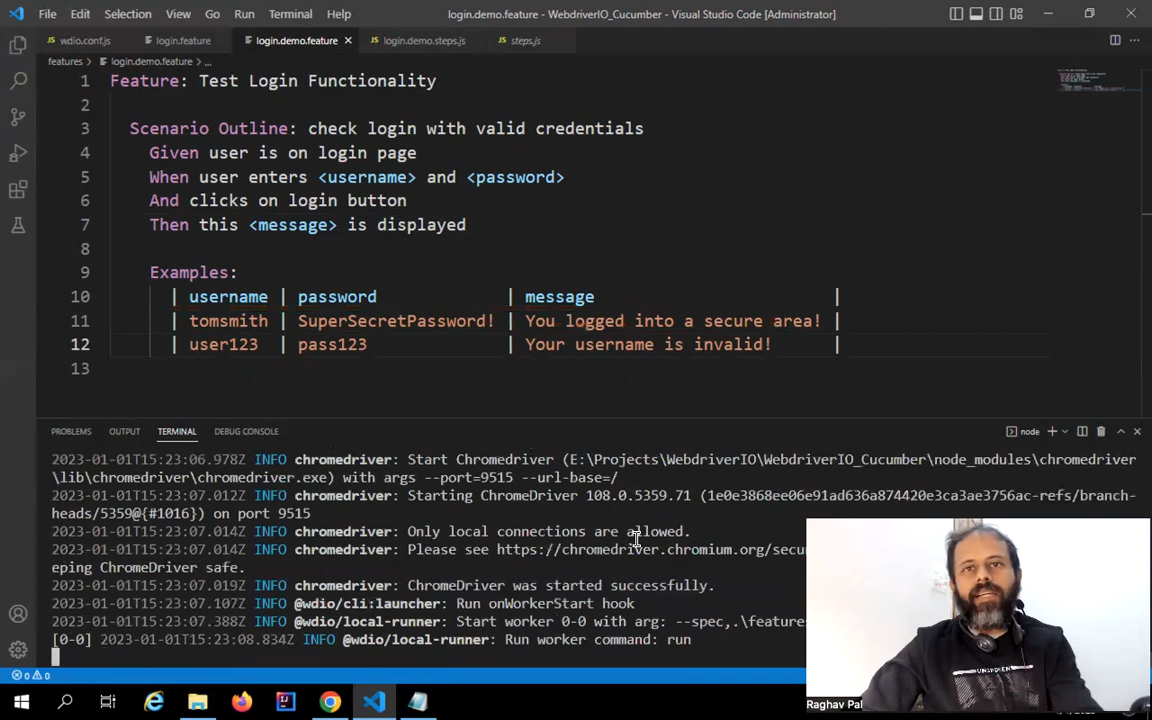 File Edit Selection View Go Run Terminal Help login.demo.feature - WebdriverIO_Cucumber - Visual Studio Code [Administrator]
wdio.conf.js login.feature login.demo.feature login.demo.steps.js steps.js
features > login.demo.feature > ...
1 Feature: Test Login Functionality
2
3 Scenario Outline: check login with valid credentials
4 Given user is on login page
5 When user enters <username> and <password>
6 And clicks on login button
7 Then this <message> is displayed
8
9 Examples:
10 | username | password | message |
11 | tomsmith | SuperSecretPassword! | You logged into a secure area! |
12 | user123 | pass123 | Your username is invalid! |
13
PROBLEMS OUTPUT TERMINAL DEBUG CONSOLE node
2023-01-01T15:23:06.978Z INFO chromedriver: Start Chromedriver (E:\Projects\WebdriverIO\WebdriverIO_Cucumber\node_modules\chromedriver
\lib\chromedriver\chromedriver.exe) with args --port=9515 --url-base=/
2023-01-01T15:23:07.012Z INFO chromedriver: Starting ChromeDriver 108.0.5359.71 (1e0e3868ee06e91ad636a874420e3ca3ae3756ac-refs/branch-
heads/5359@{#1016}) on port 9515
2023-01-01T15:23:07.014Z INFO chromedriver: Only local connections are allowed.
2023-01-01T15:23:07.014Z INFO chromedriver: Please see https://chromedriver.chromium.org/secu
eping ChromeDriver safe.
2023-01-01T15:23:07.019Z INFO chromedriver: ChromeDriver was started successfully.
2023-01-01T15:23:07.107Z INFO @wdio/cli:launcher: Run onWorkerStart hook
2023-01-01T15:23:07.388Z INFO @wdio/local-runner: Start worker 0-0 with arg: --spec,.\features
[0-0] 2023-01-01T15:23:08.834Z INFO @wdio/local-runner: Run worker command: run
0 0
Raghav Pal
UNSPOKEN